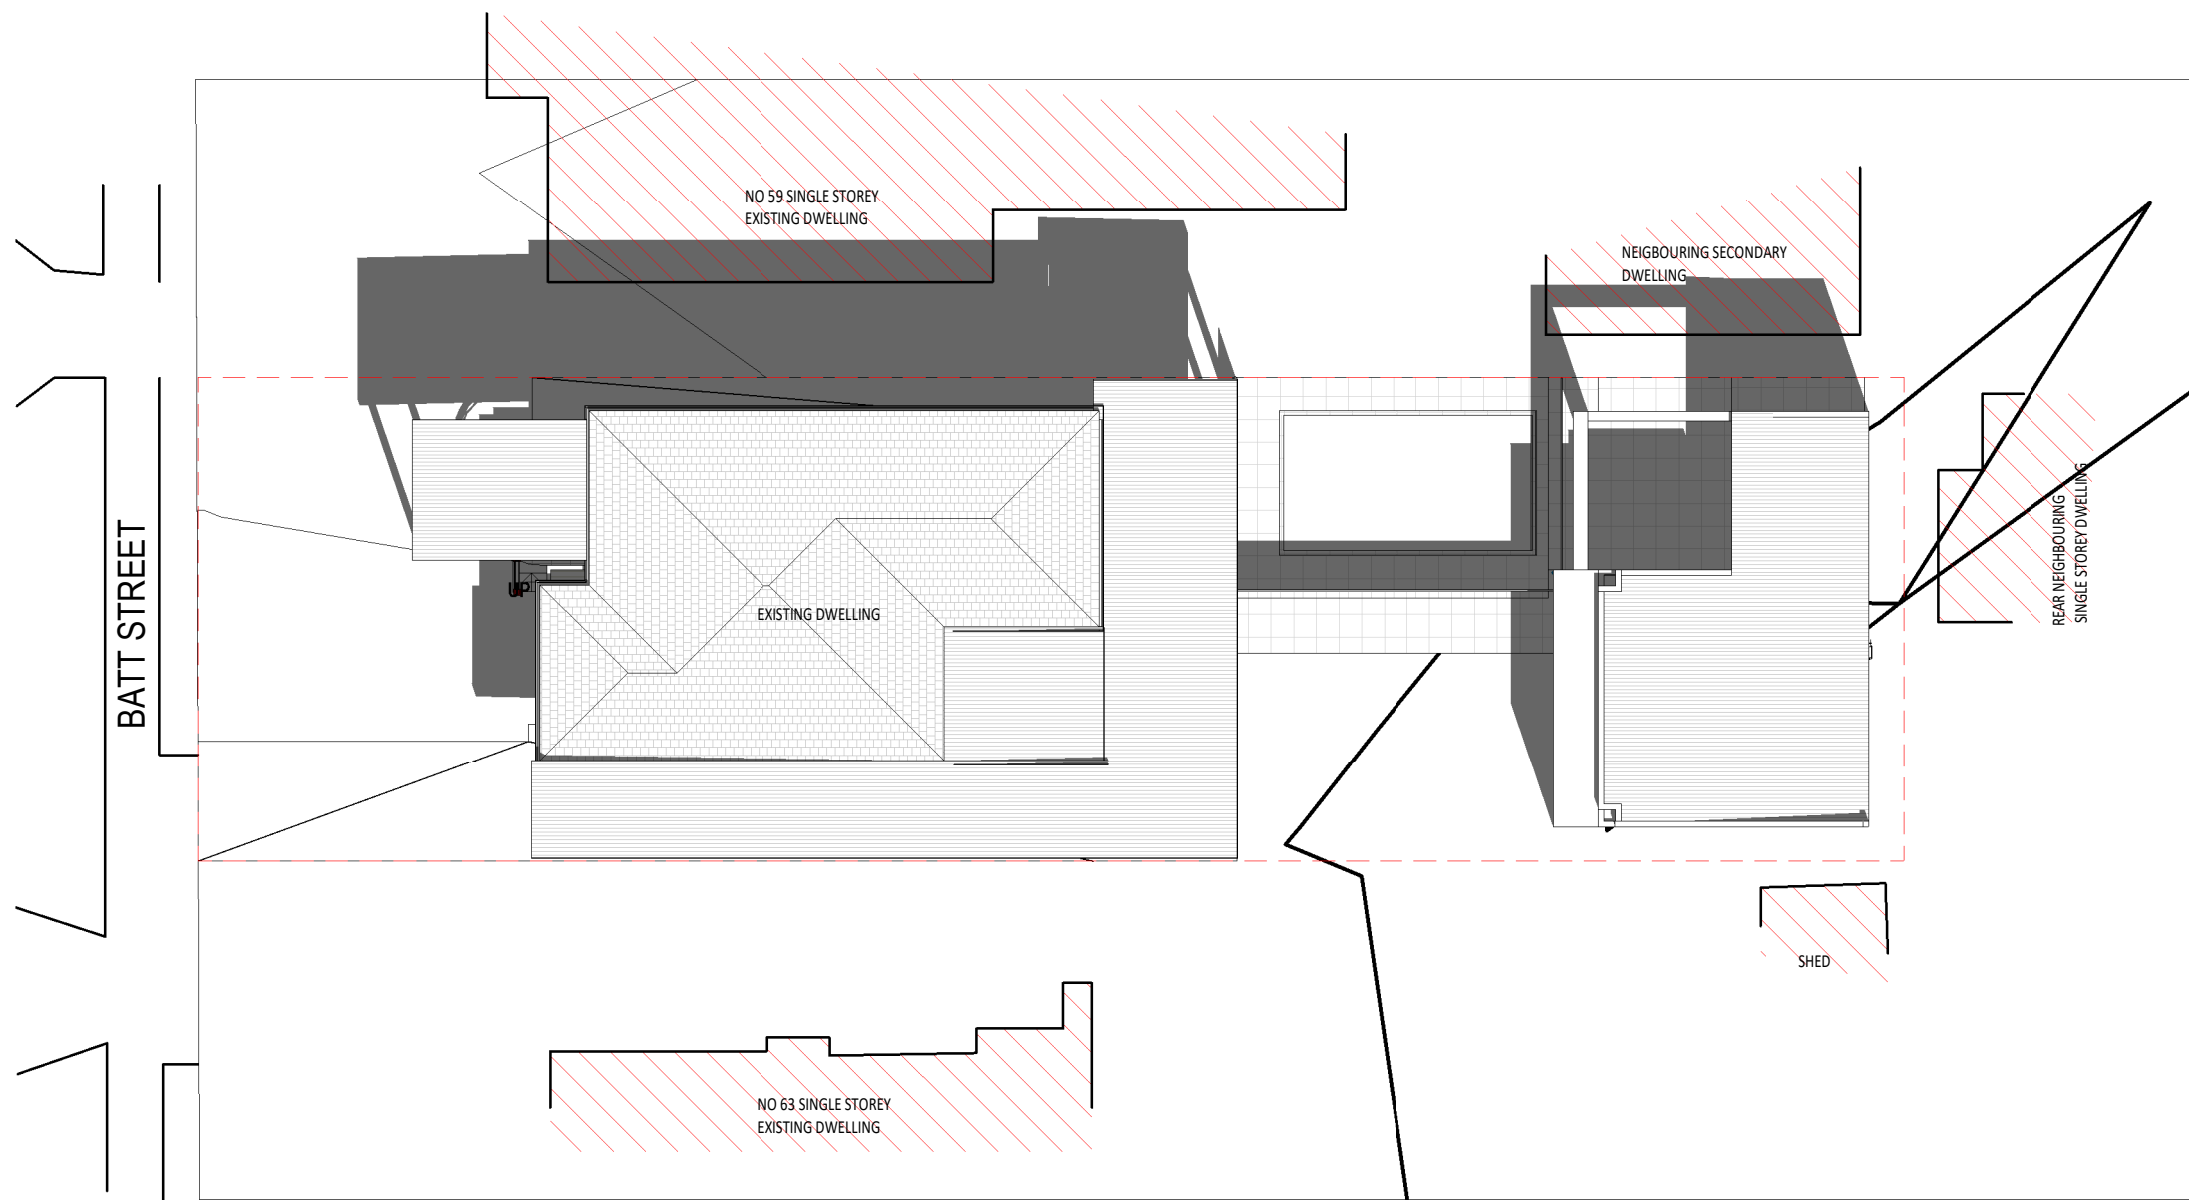 NO 59 SINGLE STOREY
EXISTING DWELLING
NEIGBOURING SECONDARY
DWELLING
BATT STREET
UP
EXISTING DWELLING
REAR NEIGHBOURING
SINGLE STOREY DWELLING
SHED
NO 63 SINGLE STOREY
EXISTING DWELLING